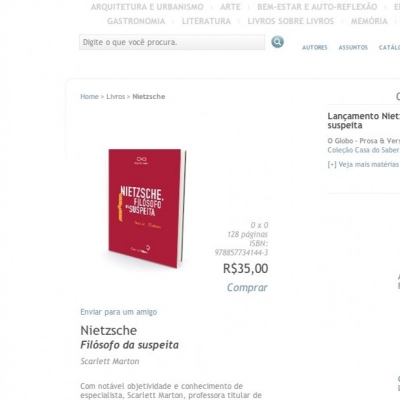 ARQUITETURA E URBANISMO ARTE BEM-ESTAR E AUTO-REFLEXÃO
GASTRONOMIA LITERATURA LIVROS SOBRE LIVROS MEMÓRIA
Digite o que você procura.
AUTORES ASSUNTOS CATÁL
Home > Livros > Nietzsche
Lançamento Niet
suspeita
O Globo - Prosa & Ver
Coleção Casa do Saber
[+] Veja mais matérias
NIETZSCHE,
FILÓSOFO
DA SUSPEITA
0 x 0
128 páginas
ISBN:
978857734144-3
R$35,00
Comprar
Enviar para um amigo
Nietzsche
Filósofo da suspeita
Scarlett Marton
Com notável objetividade e conhecimento de
especialista, Scarlett Marton, professora titular de